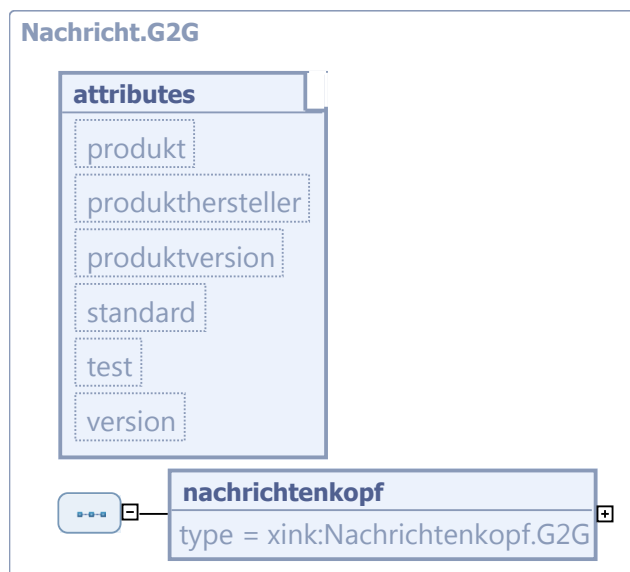 Nachricht.G2G
attributes
produkt
produkthersteller
produktversion
standard
test
version
nachrichtenkopf
type = xink:Nachrichtenkopf.G2G